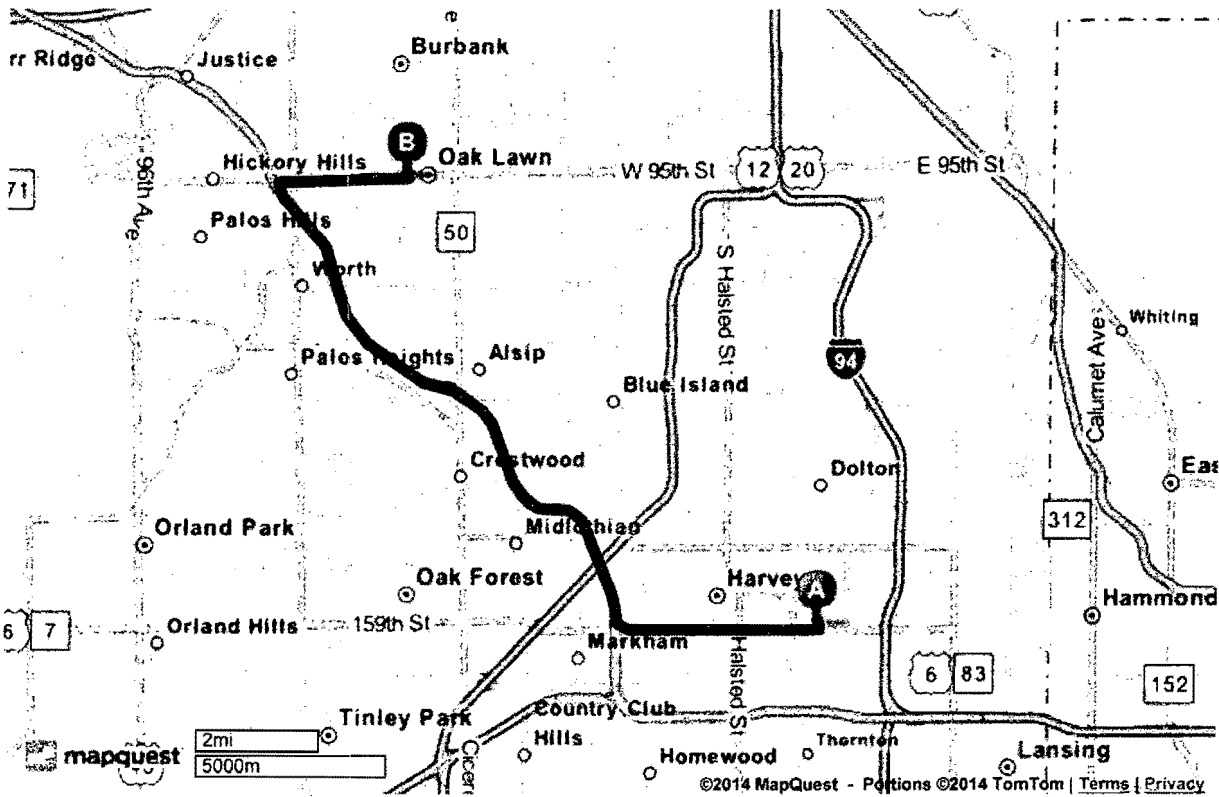 Burbank
rr Ridge
Justice
B
Hickory Hills
Oak Lawn
W 95th St
12
20
E 95th St
71
96th Ave
Palos Hills
50
Worth
S Halsted St
Whiting
94
Palos Heights
Alsip
Calumet Ave
Blue Island
Crestwood
Dolton
Eas
Orland Park
Midlothian
312
Oak Forest
Harvey
A
Hammond
6
7
Orland Hills
159th St
Markham
Halsted St
6
83
152
Tinley Park
Country Club
Hills
Cicer
Thornton
Lansing
Homewood
mapquest
2mi
5000m
©2014 MapQuest - Portions ©2014 TomTom | Terms | Privacy